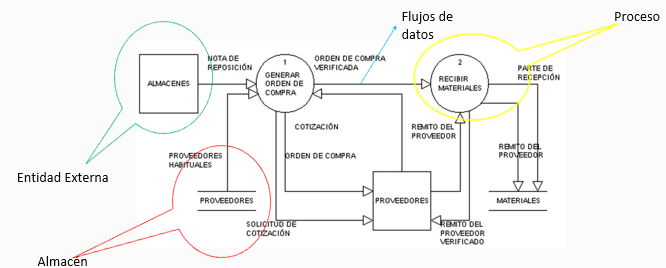 Flujos de
datos
Proceso
NOTA DE
REPOSICIÓN
1
ORDEN DE COMPRA
VERIFICADA
2
PARTE DE
RECEPCIÓN
ALMACENES
GENERAR
ORDEN DE
COMPRA
RECIBIR
MATERIALES
COTIZACIÓN
REMITO DEL
PROVEEDOR
REMITO DEL
PROVEEDOR
PROVEEDORES
HABITUALES
ORDEN DE COMPRA
Entidad Externa
PROVEEDORES
PROVEEDORES
MATERIALES
SOLICITUD DE
COTIZACIÓN
REMITO DEL
PROVEEDOR
VERIFICADO
Almacén